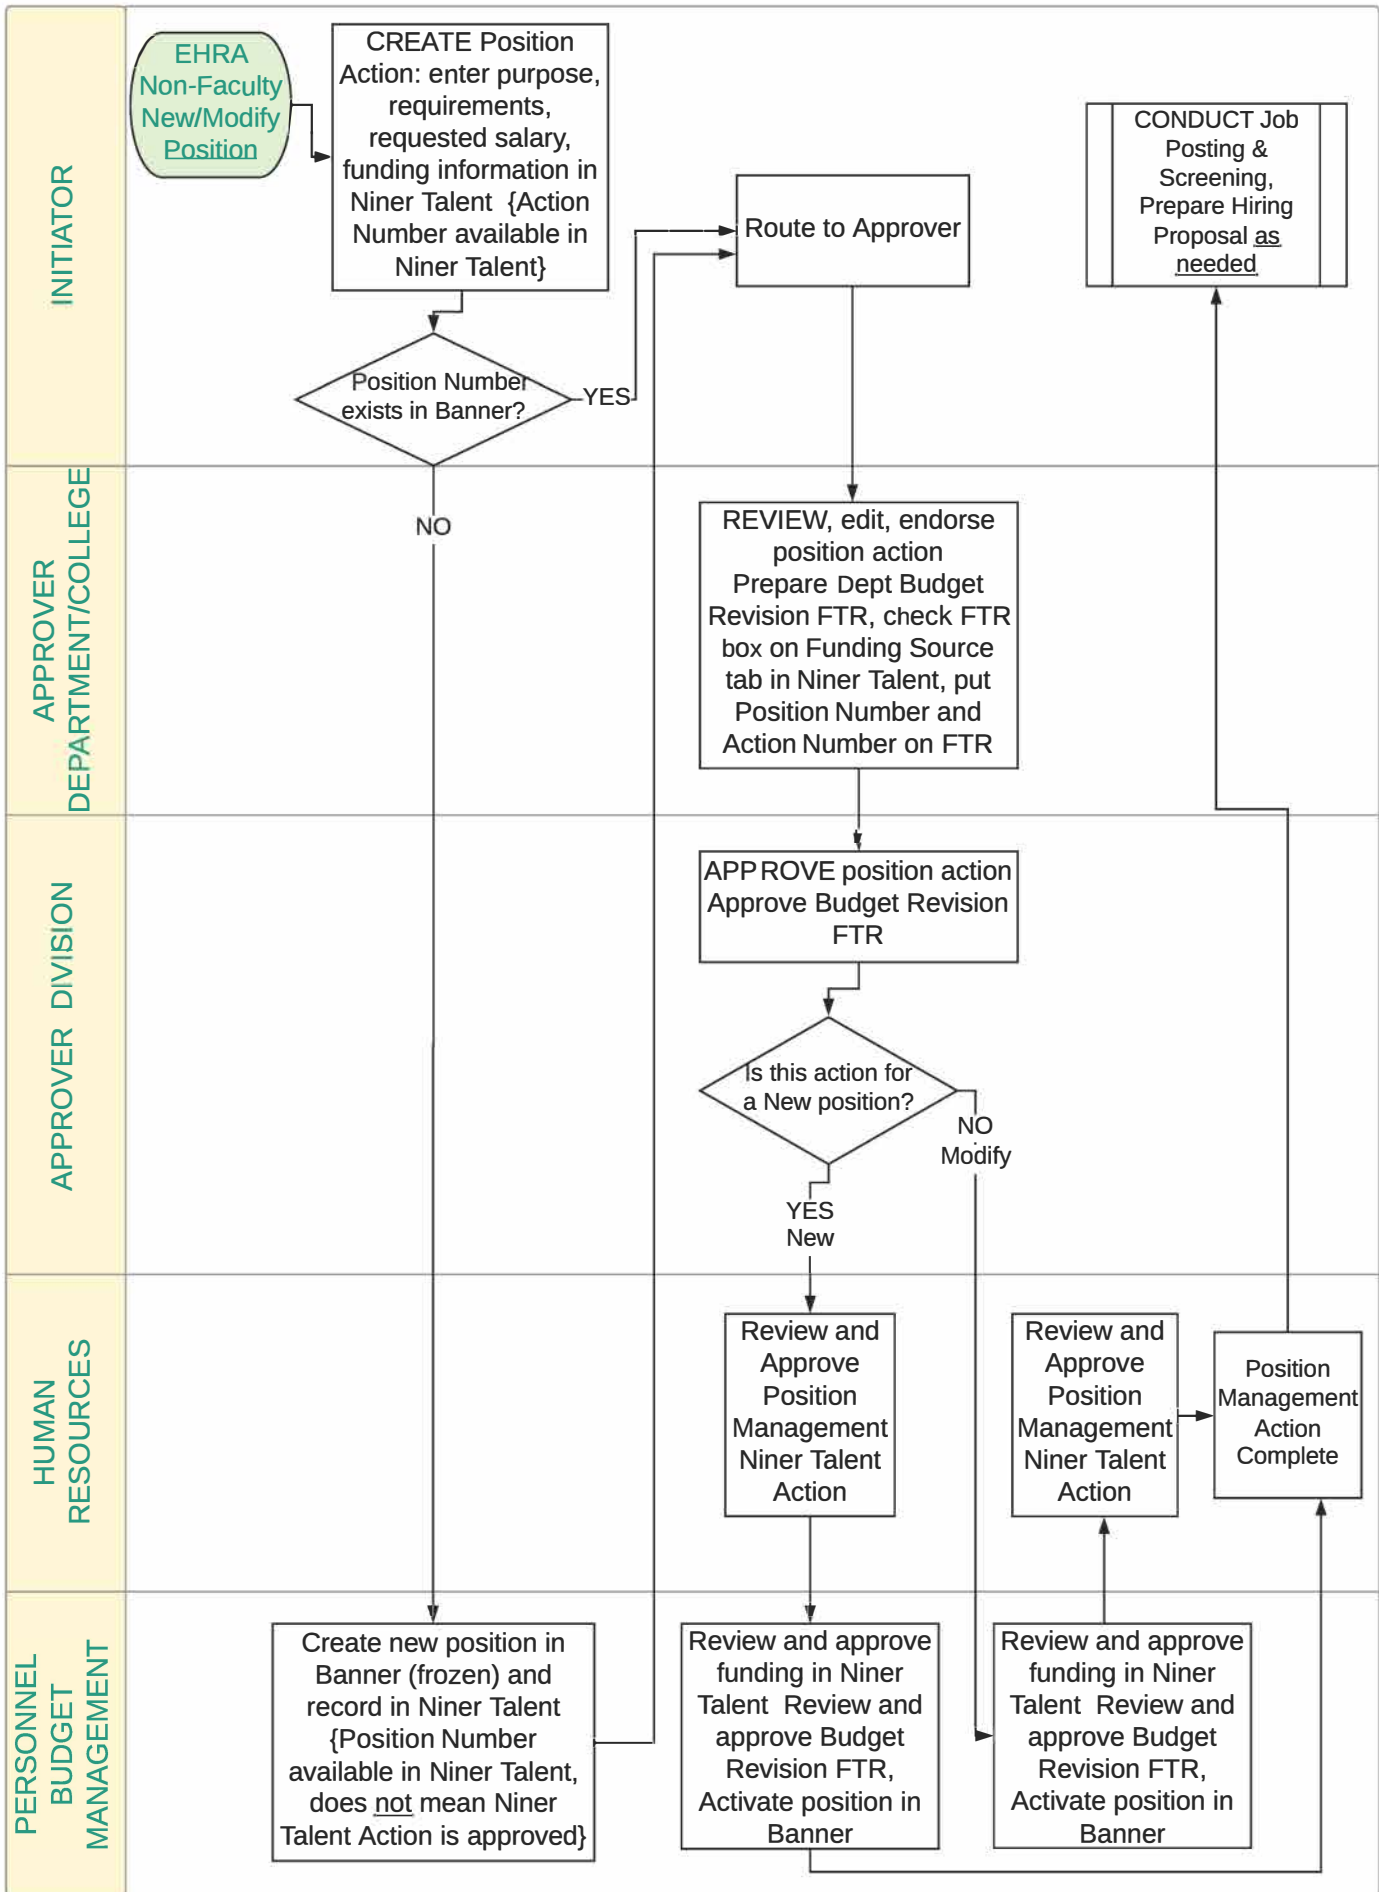 INITIATOR
EHRA
Non-Faculty
New/Modify
Position
CREATE Position
Action: enter purpose,
requirements,
requested salary,
funding information in
Niner Talent {Action
Number available in
Niner Talent}
Position Number
exists in Banner?
YES
NO
Route to Approver
CONDUCT Job
Posting &
Screening,
Prepare Hiring
Proposal as
needed
APPROVER
DEPARTMENT/COLLEGE
REVIEW, edit, endorse
position action
Prepare Dept Budget
Revision FTR, check FTR
box on Funding Source
tab in Niner Talent, put
Position Number and
Action Number on FTR
APPROVER DIVISION
APPROVE position action
Approve Budget Revision
FTR
Is this action for
a New position?
NO
Modify
YES
New
HUMAN
RESOURCES
Review and
Approve
Position
Management
Niner Talent
Action
Review and
Approve
Position
Management
Niner Talent
Action
Position
Management
Action
Complete
PERSONNEL
BUDGET
MANAGEMENT
Create new position in
Banner (frozen) and
record in Niner Talent
{Position Number
available in Niner Talent,
does not mean Niner
Talent Action is approved}
Review and approve
funding in Niner
Talent Review and
approve Budget
Revision FTR,
Activate position in
Banner
Review and approve
funding in Niner
Talent Review and
approve Budget
Revision FTR,
Activate position in
Banner